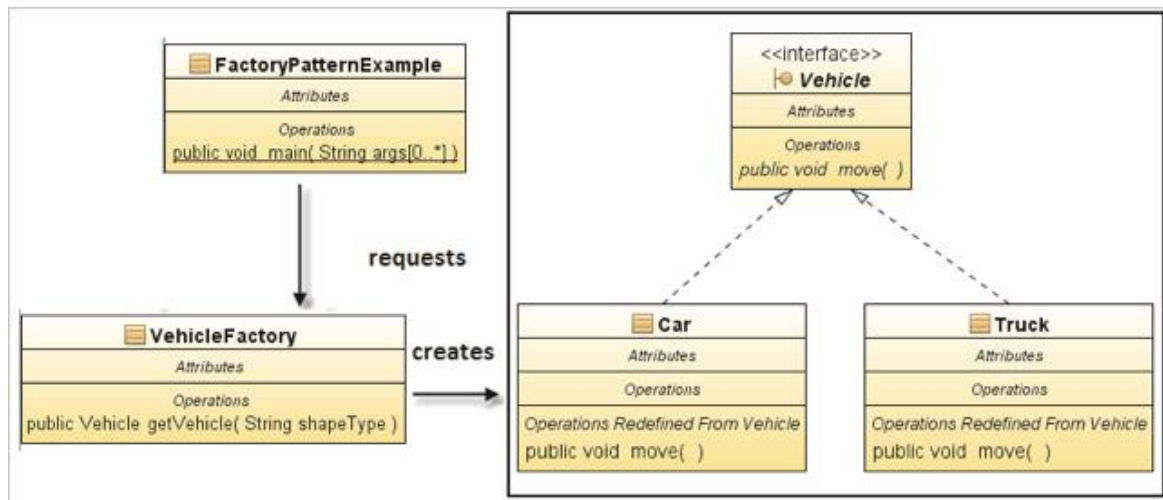 FactoryPatternExample
Attributes
Operations
public void main( String args[0..*] )
requests
VehicleFactory
Attributes
Operations
public Vehicle getVehicle( String shapeType )
creates
<<interface>>
Vehicle
Attributes
Operations
public void move( )
Car
Attributes
Operations
Operations Redefined From Vehicle
public void move( )
Truck
Attributes
Operations
Operations Redefined From Vehicle
public void move( )